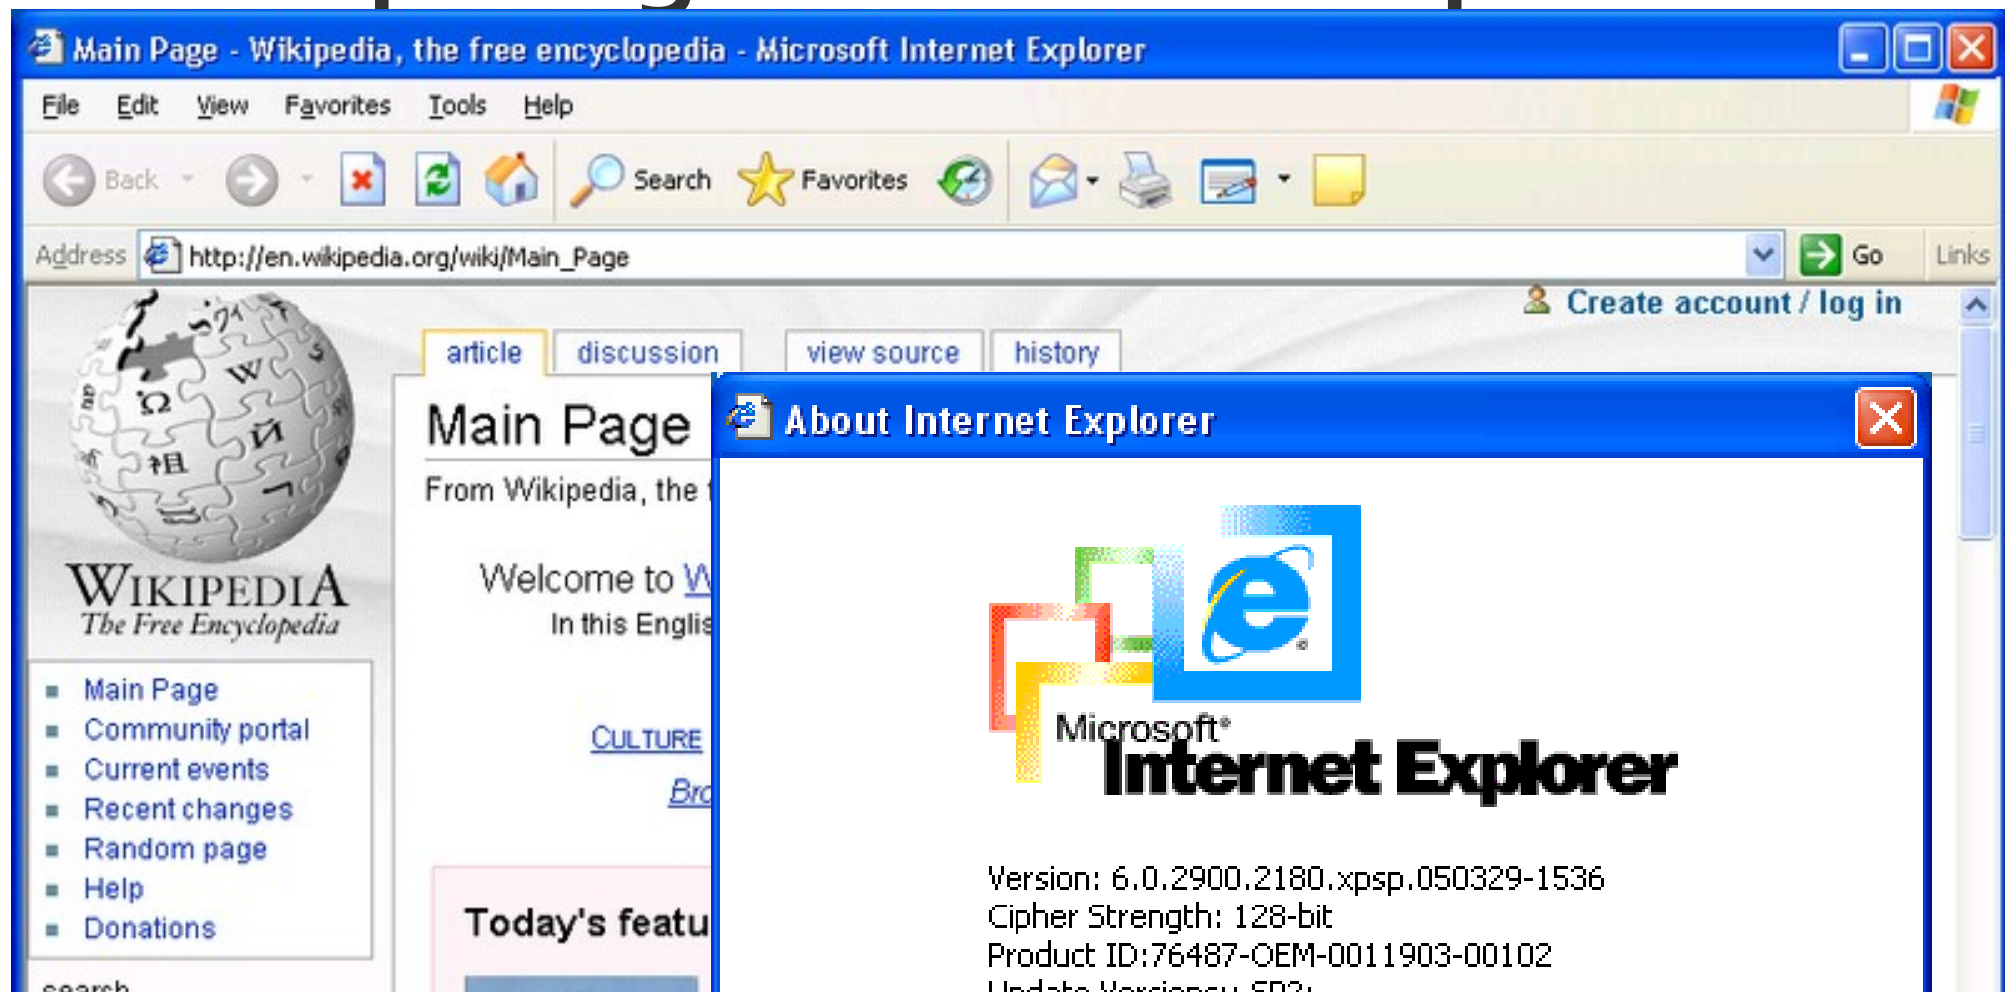 Main Page - Wikipedia, the free encyclopedia - Microsoft Internet Explorer
File Edit View Favorites Tools Help
Back Search Favorites
Address http://en.wikipedia.org/wiki/Main_Page Go Links
Create account / log in
article discussion view source history
Main Page
About Internet Explorer
From Wikipedia, the
WIKIPEDIA
The Free Encyclopedia
Welcome to
In this Englis
Main Page
Community portal
Current events
Recent changes
Random page
Help
Donations
search
CULTURE
Today's featu
Microsoft®
Internet Explorer
Version: 6.0.2900.2180.xpsp.050329-1536
Cipher Strength: 128-bit
Product ID:76487-OEM-0011903-00102
Update Versions:; SP2;